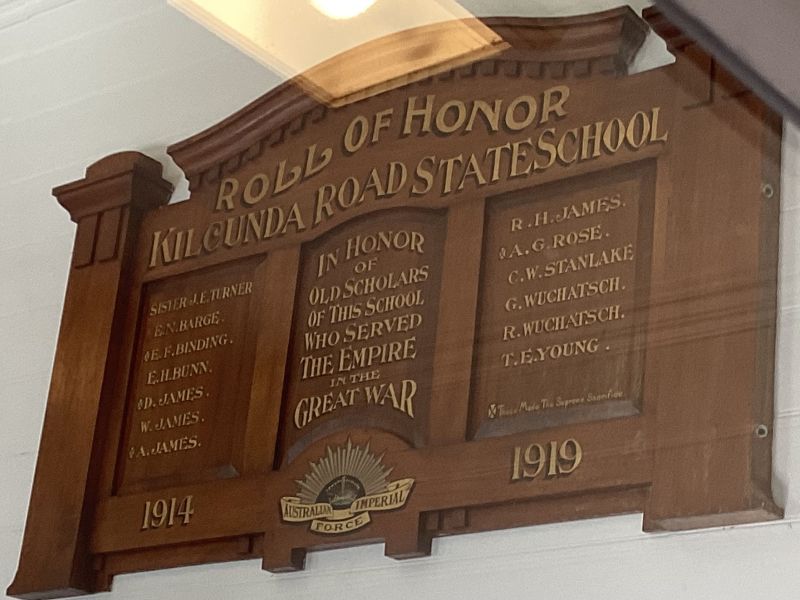 ROLL OF HONOR
KILCUNDA ROAD STATE SCHOOL
SISTER J.E. TURNER
E.N. BARGE.
E.F. BINDING.
E.H. BUNN.
D. JAMES.
W. JAMES.
A. JAMES.
IN HONOR
OF
OLD SCHOLARS
OF THIS SCHOOL
WHO SERVED
THE EMPIRE
IN THE
GREAT WAR
R.H. JAMES.
A.G. ROSE.
C.W. STANLAKE
G. WUCHATSCH.
R. WUCHATSCH.
T.E. YOUNG.
These Made The Supreme Sacrifice
1914
AUSTRALIAN IMPERIAL
FORCE
1919